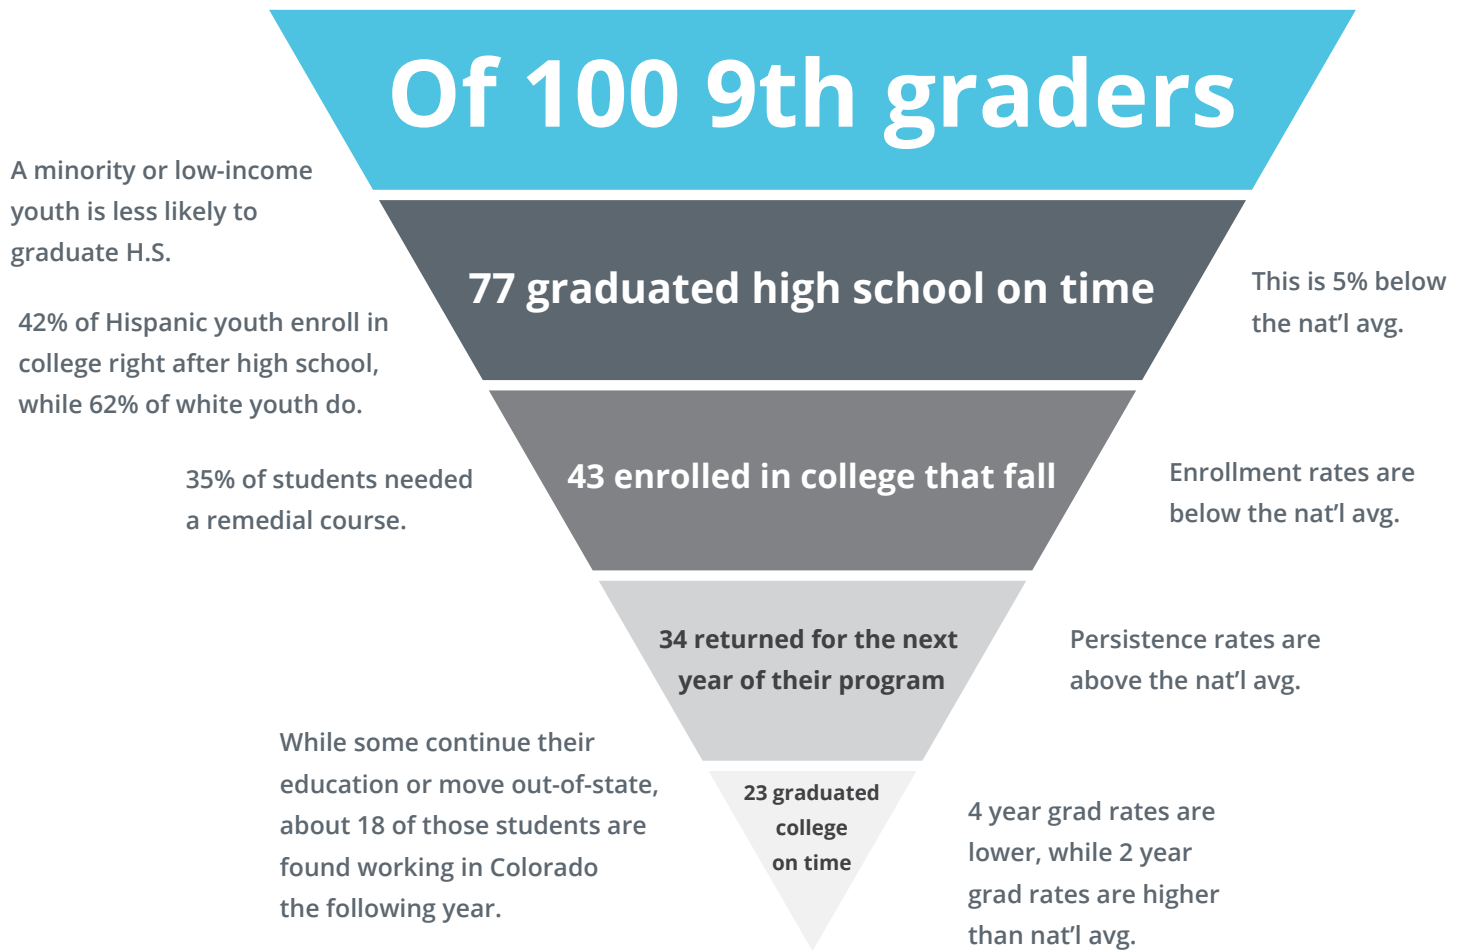 Of 100 9th graders
A minority or low-income
youth is less likely to
graduate H.S.
77 graduated high school on time
This is 5% below
the nat’l avg.
42% of Hispanic youth enroll in
college right after high school,
while 62% of white youth do.
43 enrolled in college that fall
35% of students needed
a remedial course.
Enrollment rates are
below the nat’l avg.
34 returned for the next
year of their program
Persistence rates are
above the nat’l avg.
While some continue their
education or move out-of-state,
about 18 of those students are
found working in Colorado
the following year.
23 graduated
college
on time
4 year grad rates are
lower, while 2 year
grad rates are higher
than nat’l avg.